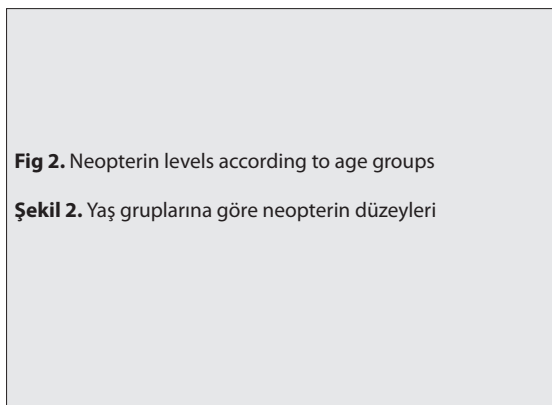 Fig 2. Neopterin levels according to age groups
Şekil 2. Yaş gruplarına göre neopterin düzeyleri